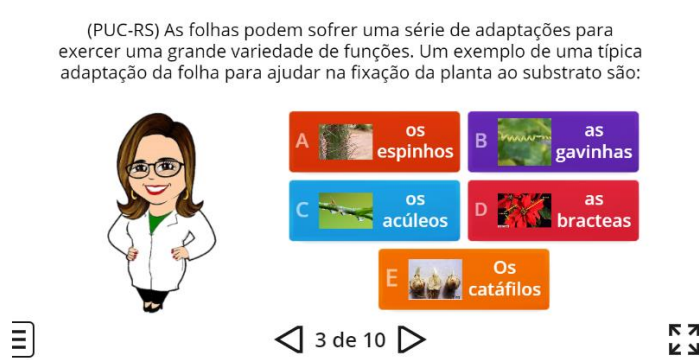 (PUC-RS) As folhas podem sofrer uma série de adaptações para
exercer uma grande variedade de funções. Um exemplo de uma típica
adaptação da folha para ajudar na fixação da planta ao substrato são:
A
os
espinhos
B
as
gavinhas
C
os
acúleos
D
as
bracteas
E
Os
catáfilos
3 de 10